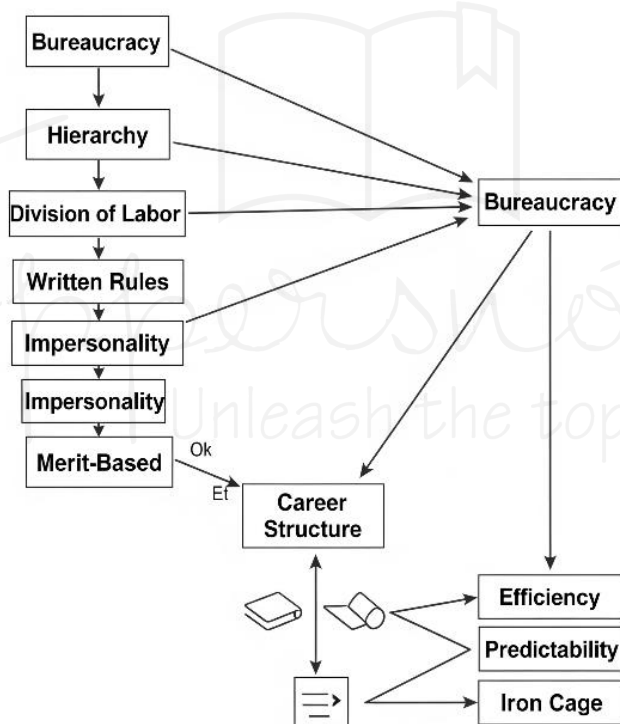 Bureaucracy
Hierarchy
Division of Labor
Written Rules
Impersonality
Impersonality
Merit-Based
Ok
Et
Bureaucracy
Career
Structure
Efficiency
Predictability
Iron Cage
Unleash the top